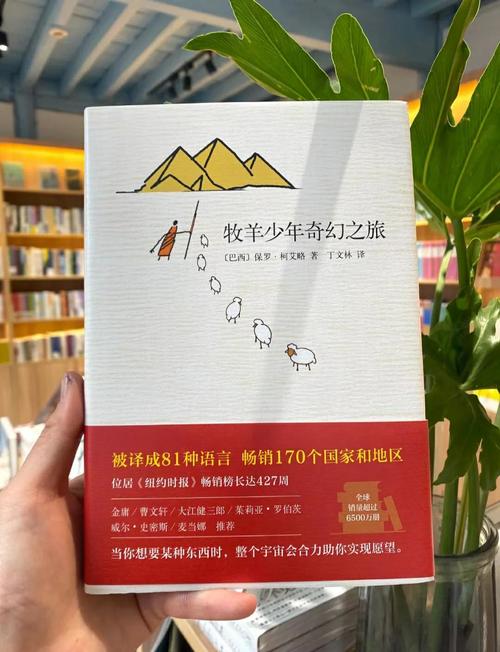 牧羊少年奇幻之旅
〔巴西〕保罗·柯艾略 著 丁文林 译
被译成81种语言 畅销170个国家和地区
位居《纽约时报》畅销榜长达427周
金庸／曹文轩／大江健三郎／茱莉亚·罗伯茨
威尔·史密斯／麦当娜 推荐
全球
销量超过
6500万册
当你想要某种东西时，整个宇宙会合力助你实现愿望。